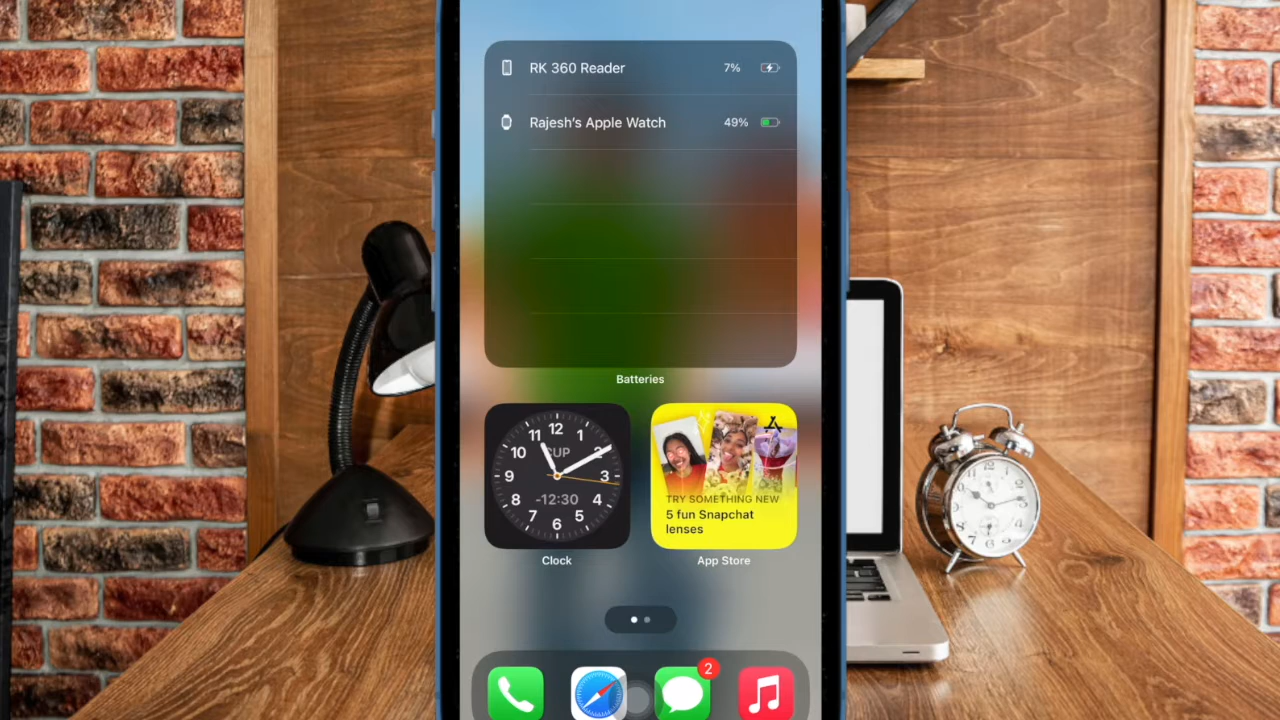 RK 360 Reader 7%
Rajesh's Apple Watch 49%
Batteries
12
11 1
10 CUP 2
9 3
8 -12:30 4
7 5
6
TRY SOMETHING NEW
5 fun Snapchat
lenses
Clock App Store
2